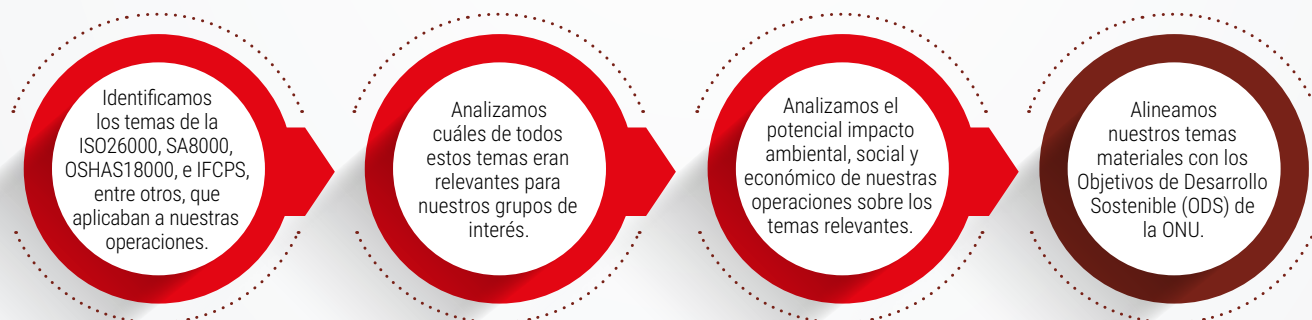 Identificamos
los temas de la
ISO26000, SA8000,
OSHAS18000, e IFCPS,
entre otros, que
aplicaban a nuestras
operaciones.
Analizamos
cuáles de todos
estos temas eran
relevantes para
nuestros grupos de
interés.
Analizamos el
potencial impacto
ambiental, social y
económico de nuestras
operaciones sobre los
temas relevantes.
Alineamos
nuestros temas
materiales con los
Objetivos de Desarrollo
Sostenible (ODS) de
la ONU.